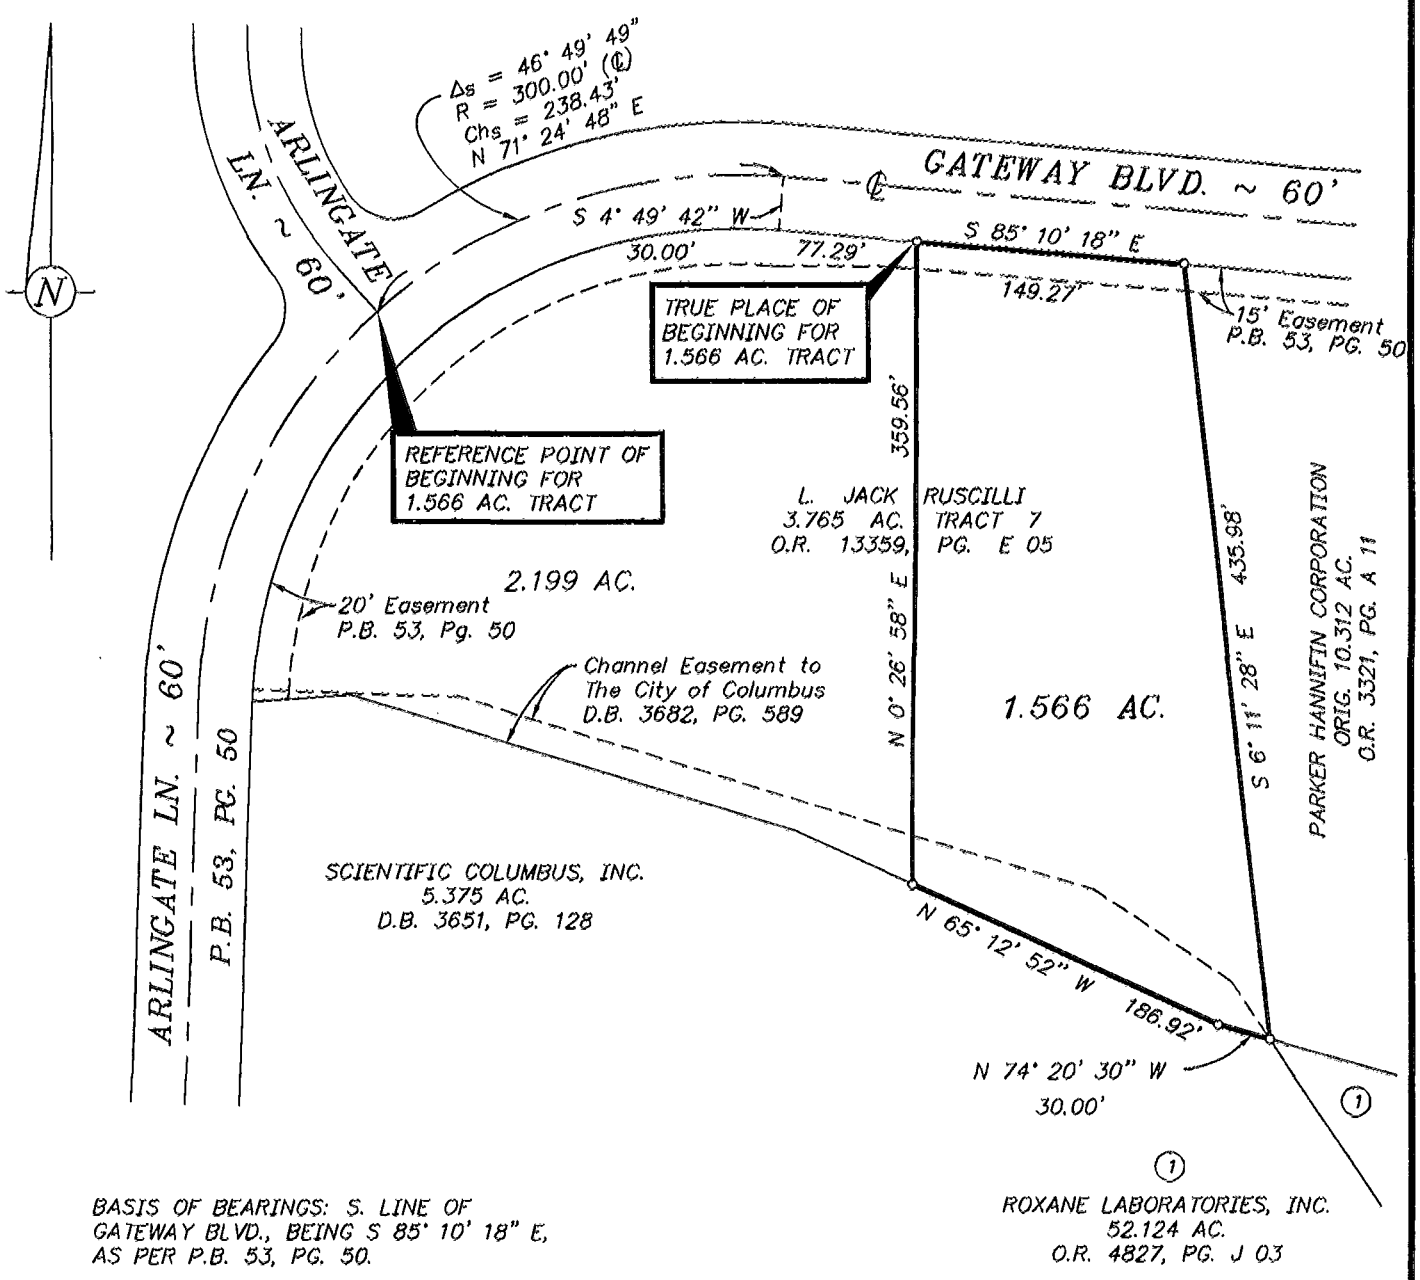 Δs = 46° 49' 49"
R = 300.00' (℄)
Chs = 238.43'
N 71° 24' 48" E
ARLINGATE
LN. ~ 60'
GATEWAY BLVD. ~ 60'
℄
S 4° 49' 42" W
30.00'
77.29'
S 85° 10' 18" E
149.27'
N
TRUE PLACE OF
BEGINNING FOR
1.566 AC. TRACT
15' Easement
P.B. 53, PG. 50
REFERENCE POINT OF
BEGINNING FOR
1.566 AC. TRACT
359.56'
N 0° 26' 58" E
L. JACK RUSCILLI
3.765 AC. TRACT 7
O.R. 13359, PG. E 05
S 6° 11' 28" E 435.98'
PARKER HANNIFIN CORPORATION
ORIG. 10.312 AC.
O.R. 3321, PG. A 11
2.199 AC.
20' Easement
P.B. 53, Pg. 50
Channel Easement to
The City of Columbus
D.B. 3682, PG. 589
1.566 AC.
ARLINGATE LN. ~ 60'
P.B. 53, PG. 50
SCIENTIFIC COLUMBUS, INC.
5.375 AC.
D.B. 3651, PG. 128
N 65° 12' 52" W
186.92'
N 74° 20' 30" W
30.00'
1
1
ROXANE LABORATORIES, INC.
52.124 AC.
O.R. 4827, PG. J 03
BASIS OF BEARINGS: S. LINE OF
GATEWAY BLVD., BEING S 85° 10' 18" E,
AS PER P.B. 53, PG. 50.